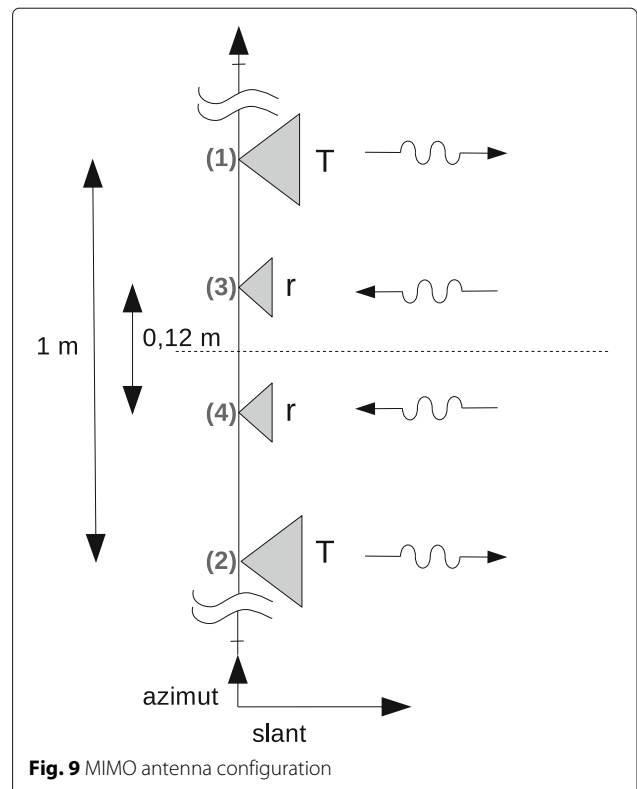 (1) T
(3) r
0,12 m
1 m
(4) r
(2) T
azimut
slant
Fig. 9 MIMO antenna configuration